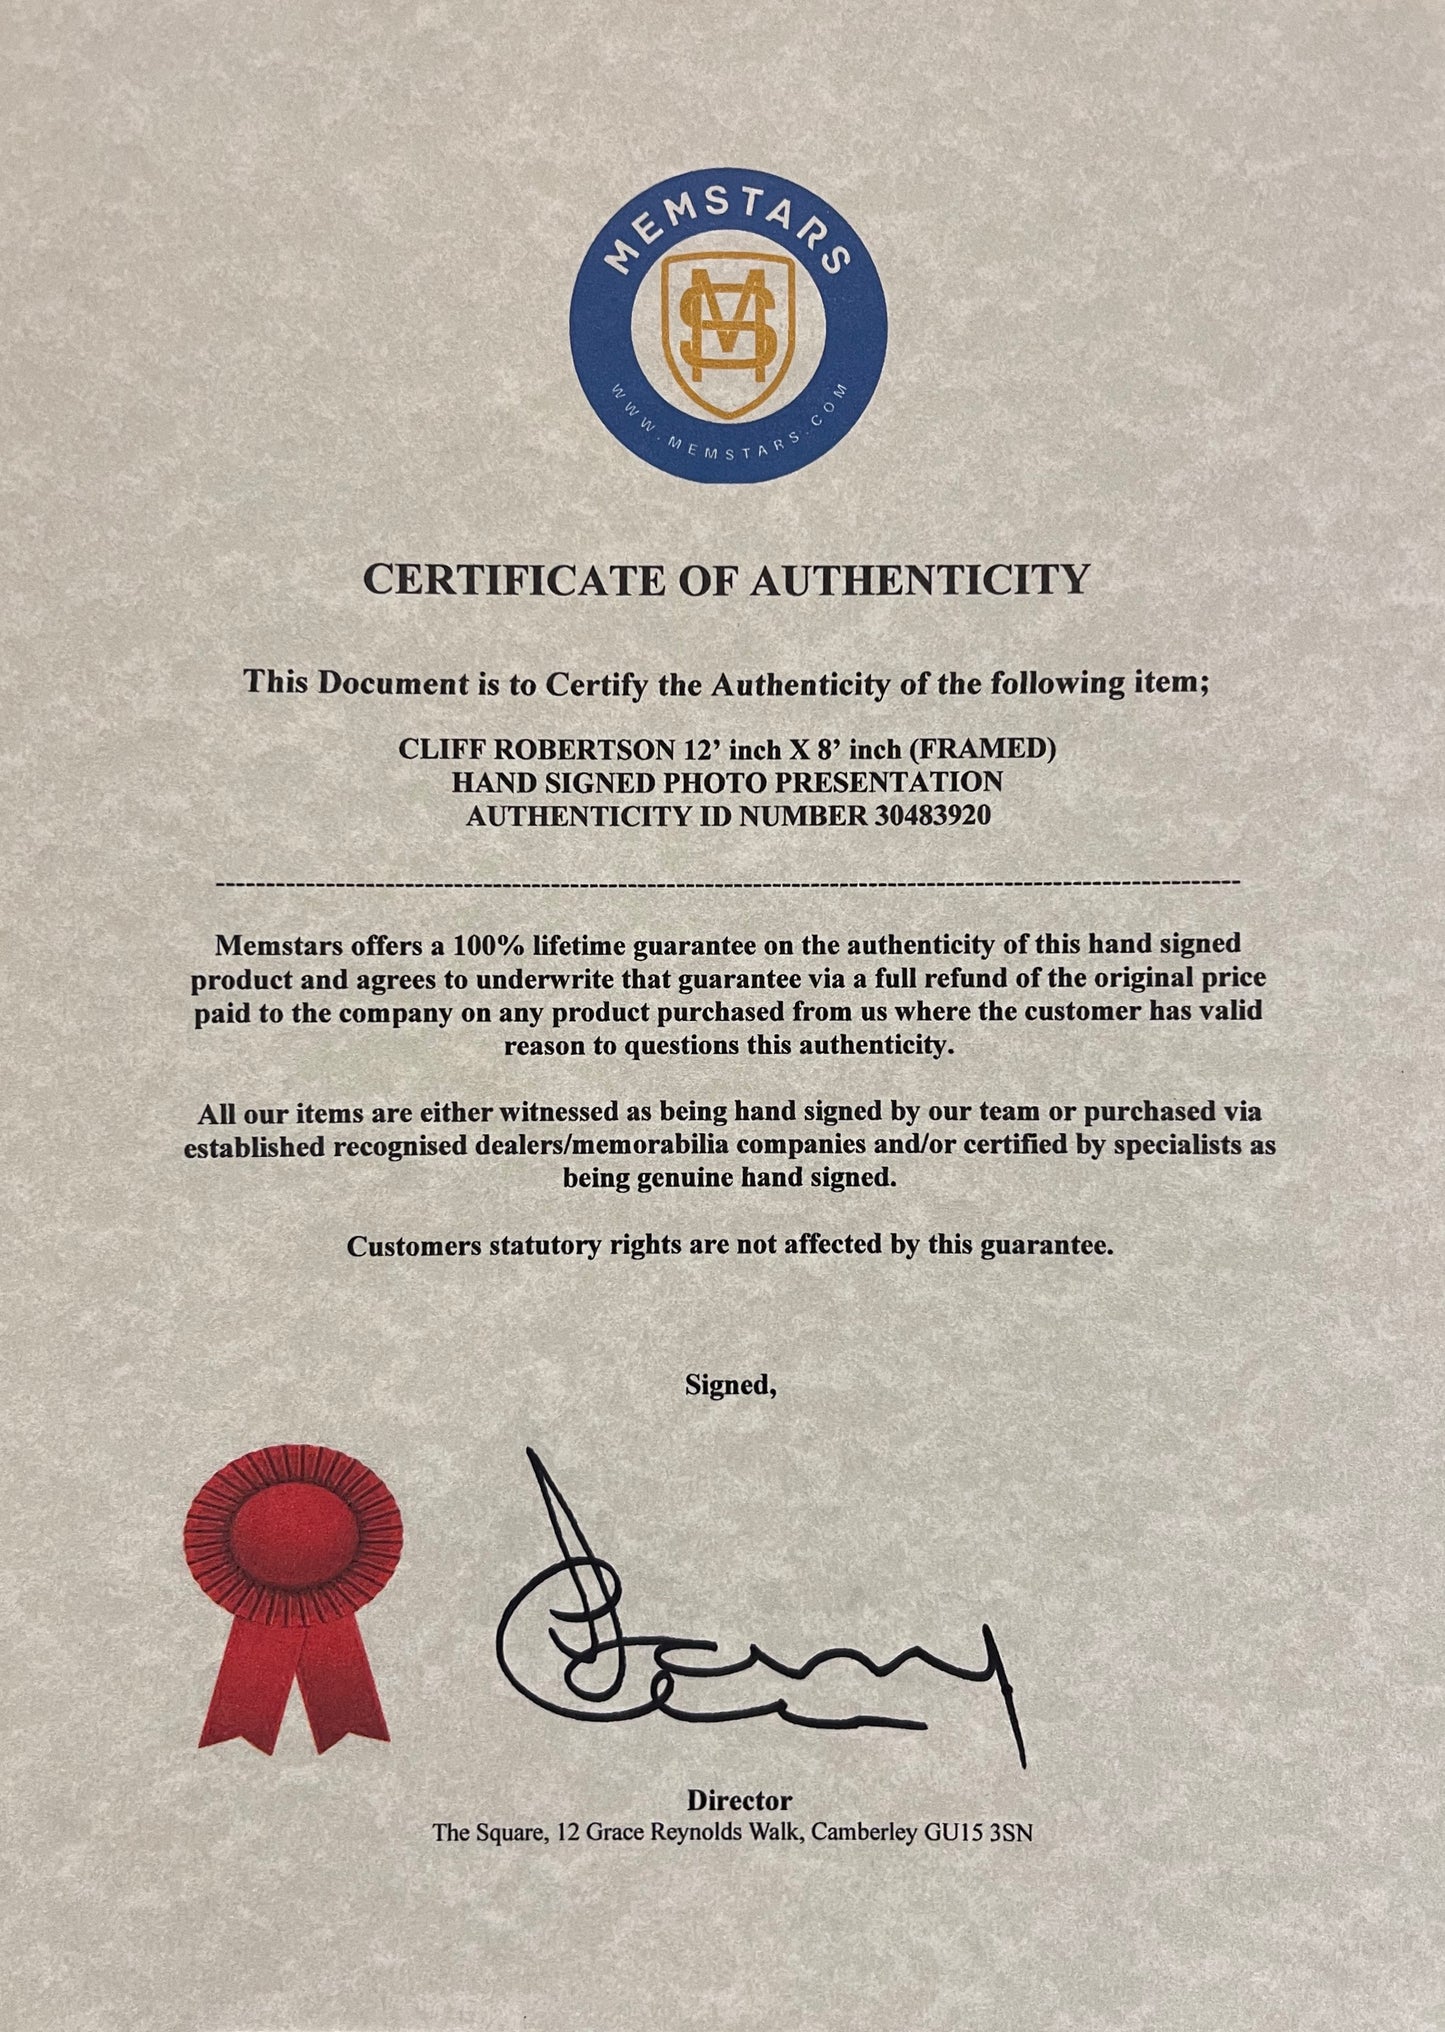 MEMSTARS
WWW.MEMSTARS.COM
CERTIFICATE OF AUTHENTICITY
This Document is to Certify the Authenticity of the following item;
CLIFF ROBERTSON 12’ inch X 8’ inch (FRAMED)
HAND SIGNED PHOTO PRESENTATION
AUTHENTICITY ID NUMBER 30483920
Memstars offers a 100% lifetime guarantee on the authenticity of this hand signed
product and agrees to underwrite that guarantee via a full refund of the original price
paid to the company on any product purchased from us where the customer has valid
reason to questions this authenticity.
All our items are either witnessed as being hand signed by our team or purchased via
established recognised dealers/memorabilia companies and/or certified by specialists as
being genuine hand signed.
Customers statutory rights are not affected by this guarantee.
Signed,
Director
The Square, 12 Grace Reynolds Walk, Camberley GU15 3SN